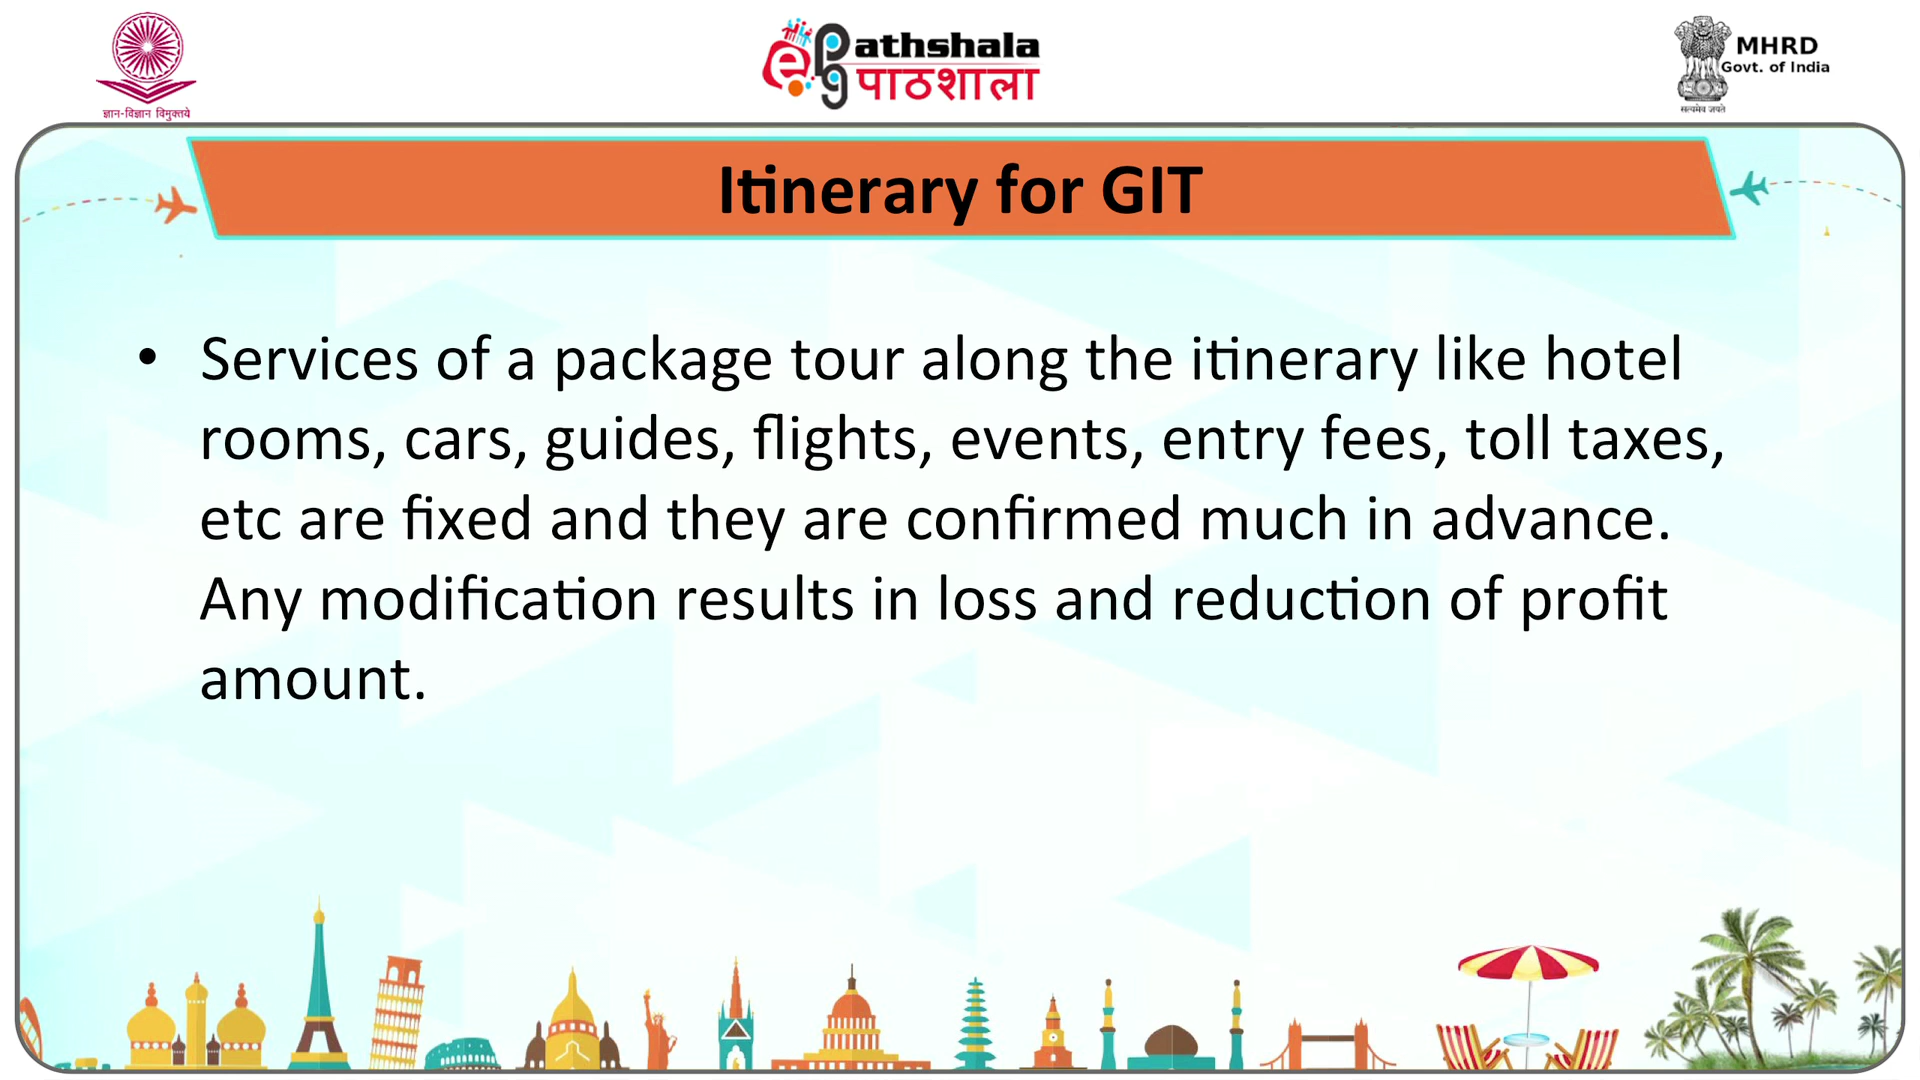 ज्ञान-विज्ञान विमुक्तये
ePG Pathshala
पाठशाला
MHRD
Govt. of India
सत्यमेव जयते
Itinerary for GIT
• Services of a package tour along the itinerary like hotel
rooms, cars, guides, flights, events, entry fees, toll taxes,
etc are fixed and they are confirmed much in advance.
Any modification results in loss and reduction of profit
amount.